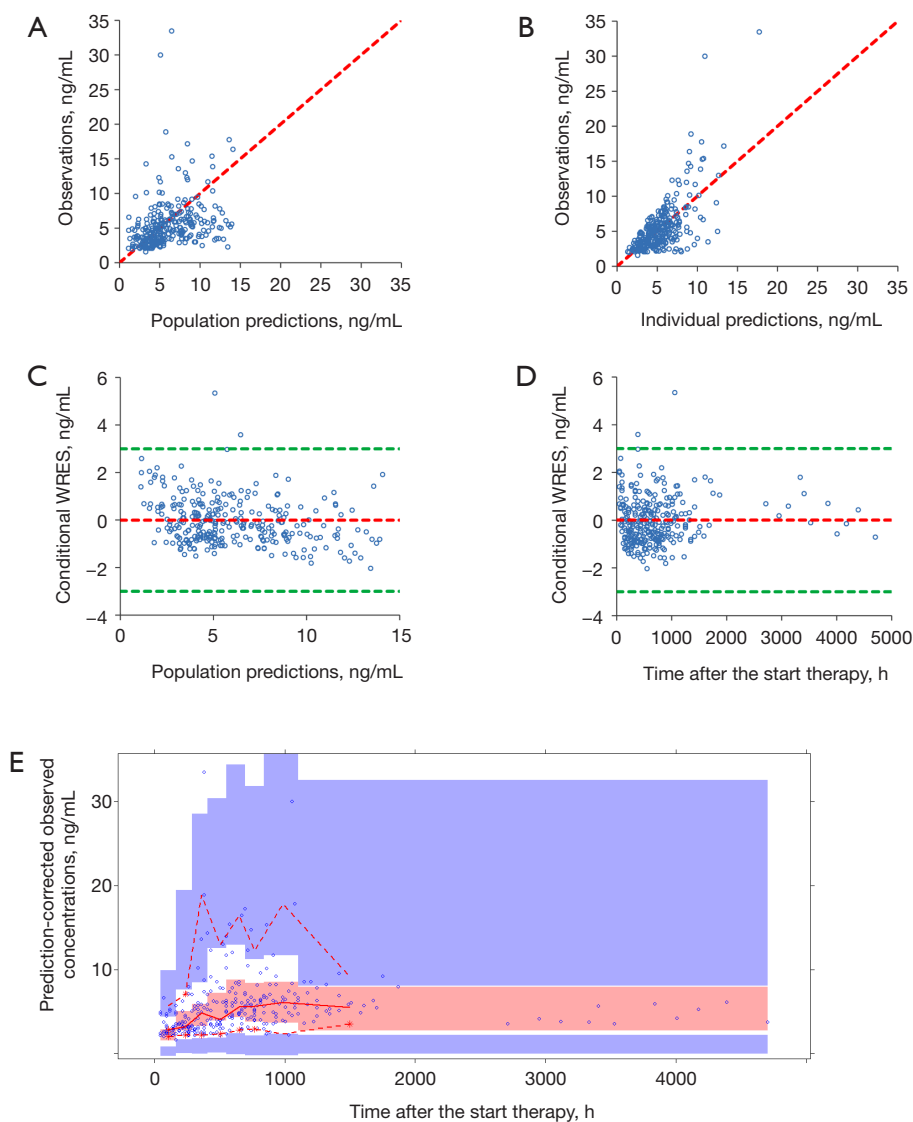 A
B
35
30
25
20
15
10
5
0
Observations, ng/mL
0 5 10 15 20 25 30 35
Population predictions, ng/mL
35
30
25
20
15
10
5
0
Observations, ng/mL
0 5 10 15 20 25 30 35
Individual predictions, ng/mL
C
D
6
4
2
0
−2
−4
Conditional WRES, ng/mL
0 5 10 15
Population predictions, ng/mL
6
4
2
0
−2
−4
Conditional WRES, ng/mL
0 1000 2000 3000 4000 5000
Time after the start therapy, h
E
Prediction-corrected observed
concentrations, ng/mL
30
20
10
0 1000 2000 3000 4000
Time after the start therapy, h